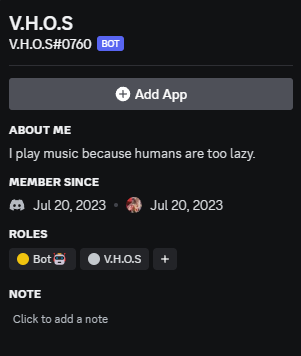 V.H.O.S
V.H.O.S#0760 BOT
Add App
ABOUT ME
I play music because humans are too lazy.
MEMBER SINCE
Jul 20, 2023 • Jul 20, 2023
ROLES
Bot V.H.O.S +
NOTE
Click to add a note